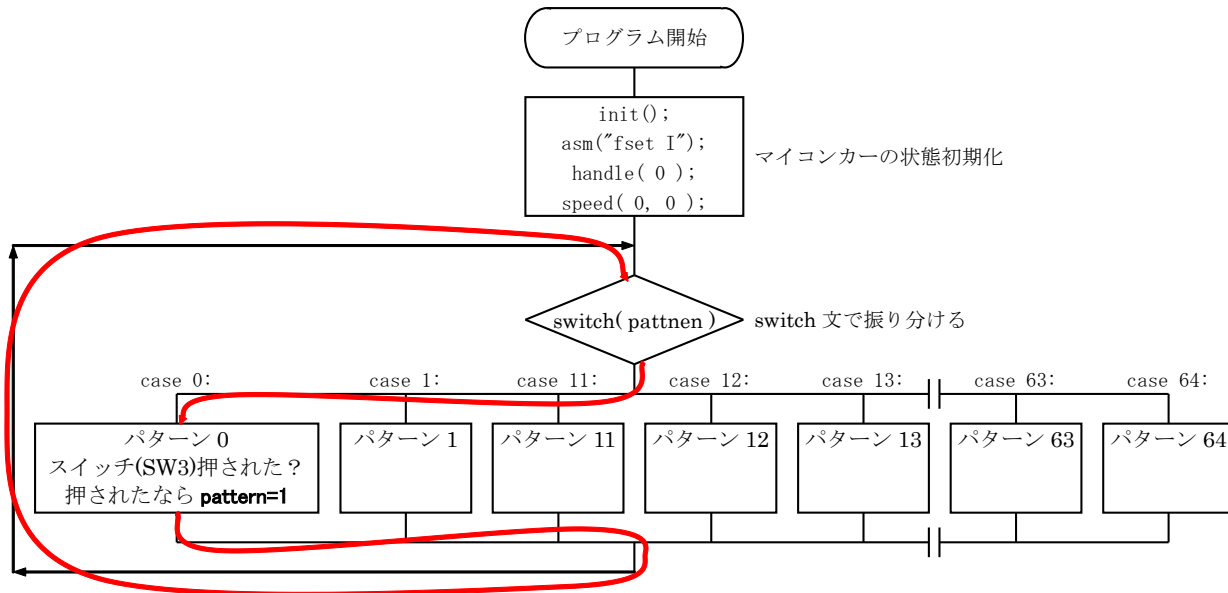 プログラム開始
init();
asm("fset I");
handle( 0 );
speed( 0, 0 );
マイコンカーの状態初期化
switch( pattnen )
switch 文で振り分ける
case 0:
case 1:
case 11:
case 12:
case 13:
case 63:
case 64:
パターン 0
スイッチ(SW3)押された？
押されたなら pattern=1
パターン 1
パターン 11
パターン 12
パターン 13
パターン 63
パターン 64